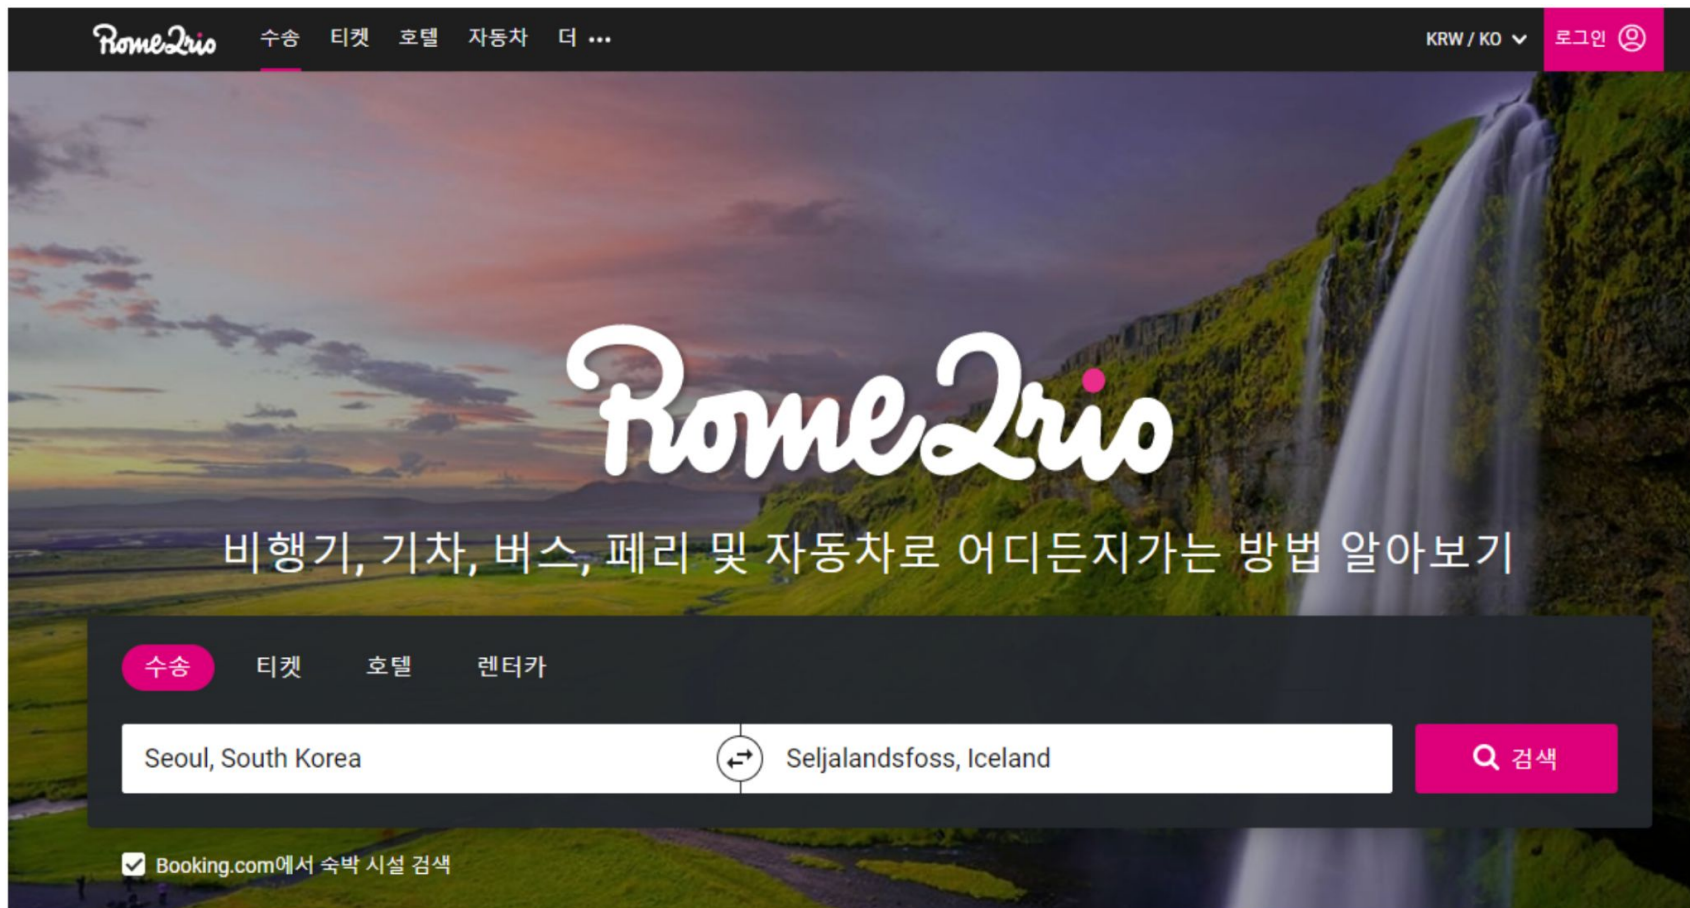 Rome2rio 수송 티켓 호텔 자동차 더 ••• KRW / KO 로그인
Rome2rio
비행기, 기차, 버스, 페리 및 자동차로 어디든지가는 방법 알아보기
수송 티켓 호텔 렌터카
Seoul, South Korea Seljalandsfoss, Iceland 검색
Booking.com에서 숙박 시설 검색